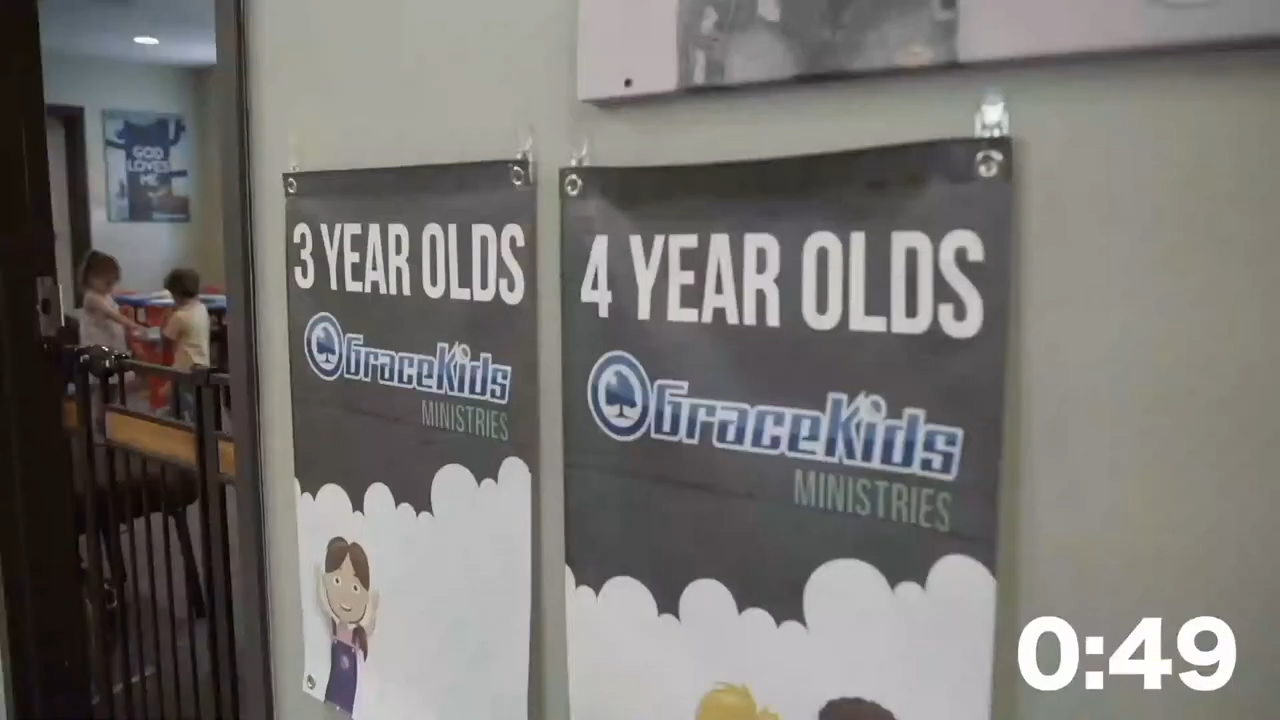 GOD
LOVES
ME
3 YEAR OLDS
GraceKids
MINISTRIES
4 YEAR OLDS
GraceKids
MINISTRIES
0:49